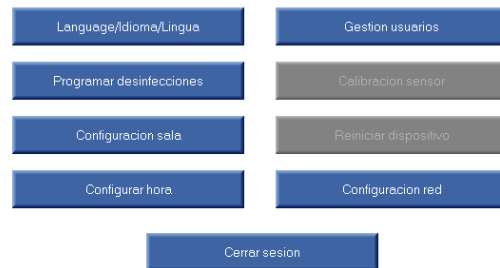 Language/Idioma/Lingua
Gestion usuarios
Programar desinfecciones
Calibracion sensor
Configuracion sala
Reiniciar dispositivo
Configurar hora
Configuracion red
Cerrar sesion